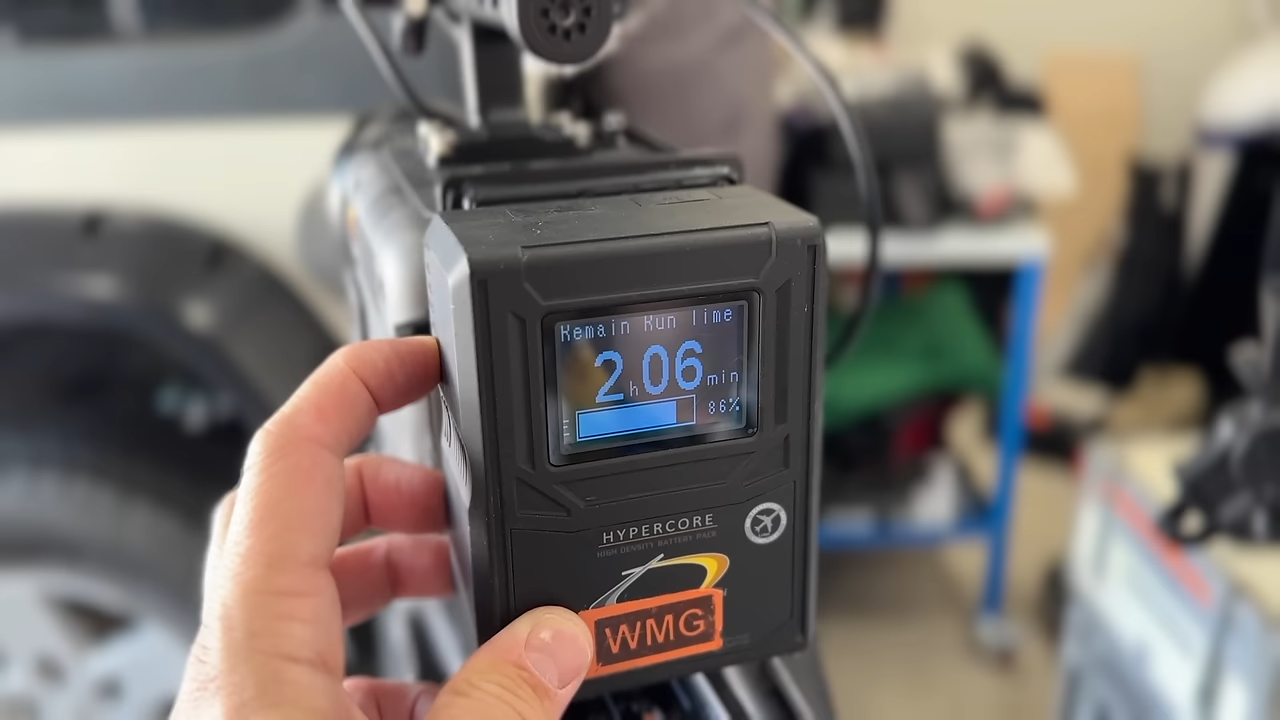 Remain Run Time
2h06min
E 86%
HYPERCORE
HIGH DENSITY BATTERY PACK
WMG